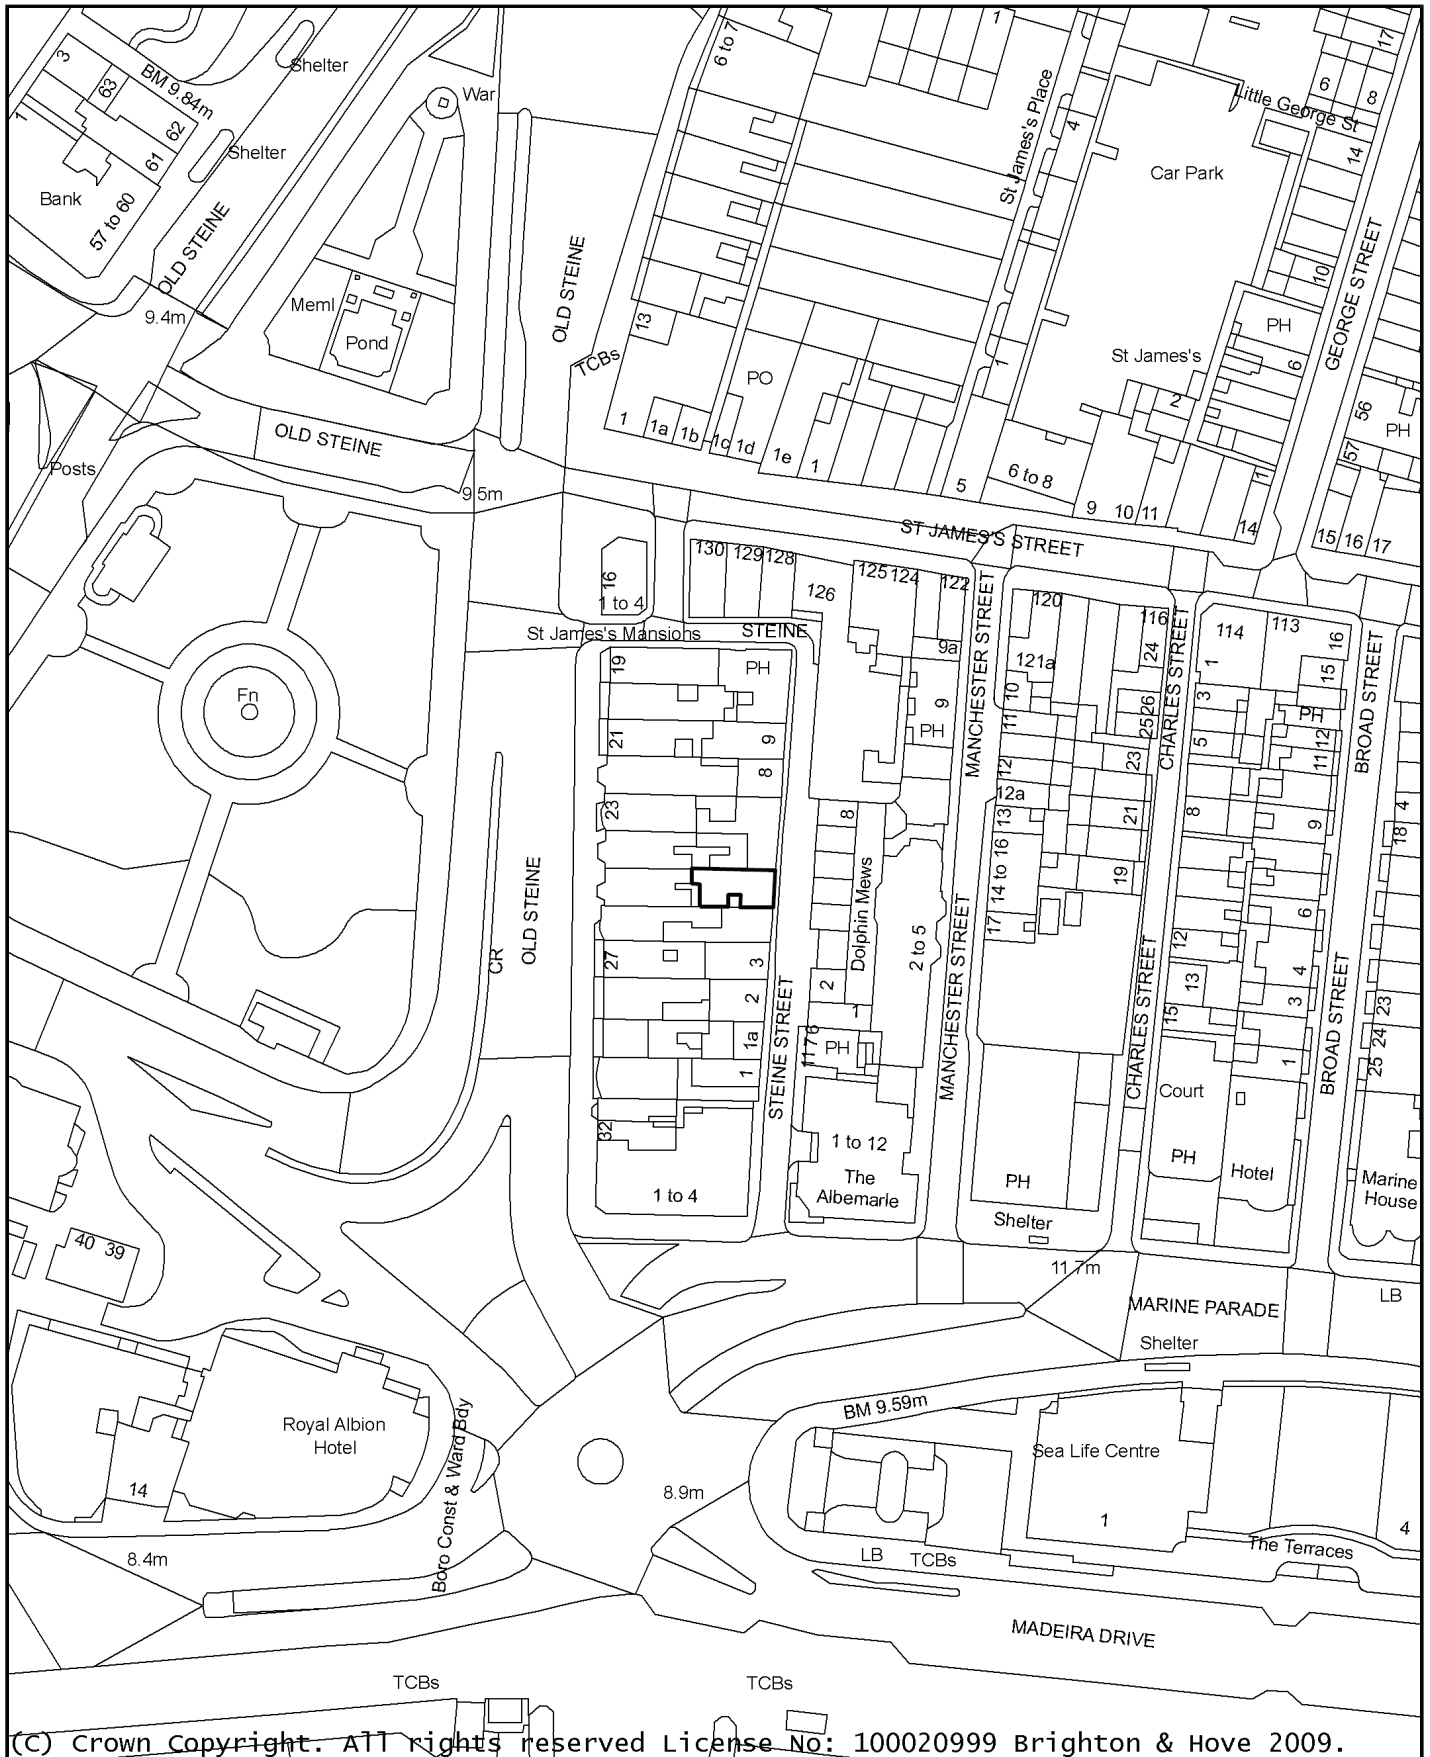 Shelter
3
BM 9.84m
63
62
61
1
Shelter
Bank
57 to 60
OLD STEINE
9.4m
War
Meml
Pond
OLD STEINE
Posts
9.5m
OLD STEINE
TCBs
6 to 7
13
1
1a
1b
1c
1d
1e
1
PO
1
St James's Place
4
1
5
6 to 8
9
10
11
14
1
Car Park
St James's
2
Little George St
17
6
8
14
10
PH
6
GEORGE STREET
56
PH
57
15
16
17
ST JAMES'S STREET
16
1 to 4
St James's Mansions
130
129
128
126
125
124
122
STEINE
9a
9
PH
MANCHESTER STREET
120
121a
116
24
10
11
12
12a
13
14 to 16
17
26
25
23
21
19
CHARLES STREET
114
113
16
15
1
3
5
8
PH
12
11
9
6
4
3
1
12
13
15
BROAD STREET
4
18
23
24
25
Fn
CR
OLD STEINE
19
PH
21
9
8
23
27
3
2
1a
1
32
1 to 4
STEINE STREET
8
Dolphin Mews
2
1
2 to 5
MANCHESTER STREET
117
6
PH
1 to 12
The
Albemarle
CHARLES STREET
PH
Shelter
Court
PH
Hotel
BROAD STREET
Marine
House
11.7m
MARINE PARADE
LB
Shelter
40
39
Royal Albion
Hotel
14
Boro Const & Ward Bdy
8.9m
8.4m
BM 9.59m
Sea Life Centre
1
4
The Terraces
LB
TCBs
MADEIRA DRIVE
TCBs
TCBs
(C) Crown Copyright. All rights reserved License No: 100020999 Brighton & Hove 2009.